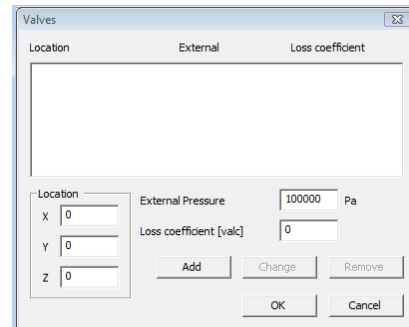 Valves
Location External Loss coefficient
Location
X 0
Y 0
Z 0
External Pressure 100000 Pa
Loss coefficient [valc] 0
Add Change Remove
OK Cancel